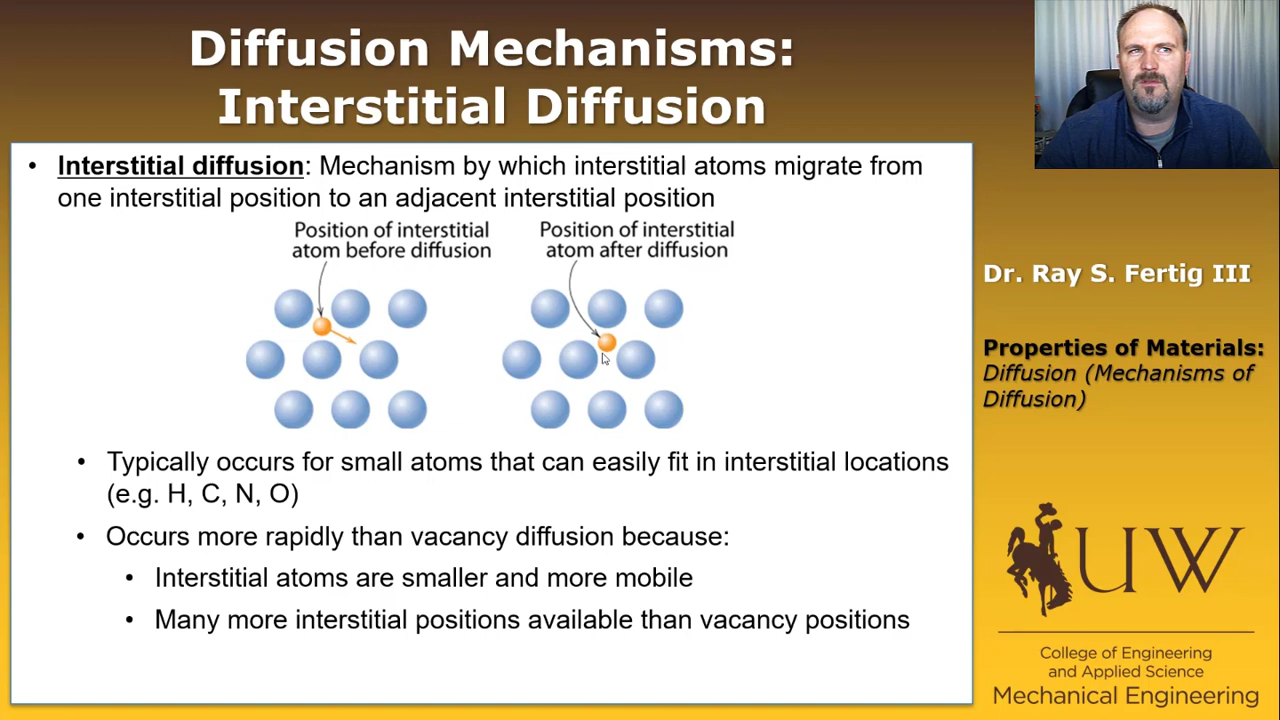 Diffusion Mechanisms:
Interstitial Diffusion
• Interstitial diffusion: Mechanism by which interstitial atoms migrate from
one interstitial position to an adjacent interstitial position
Position of interstitial
atom before diffusion
Position of interstitial
atom after diffusion
• Typically occurs for small atoms that can easily fit in interstitial locations
(e.g. H, C, N, O)
• Occurs more rapidly than vacancy diffusion because:
• Interstitial atoms are smaller and more mobile
• Many more interstitial positions available than vacancy positions
Dr. Ray S. Fertig III
Properties of Materials:
Diffusion (Mechanisms of
Diffusion)
UW
College of Engineering
and Applied Science
Mechanical Engineering